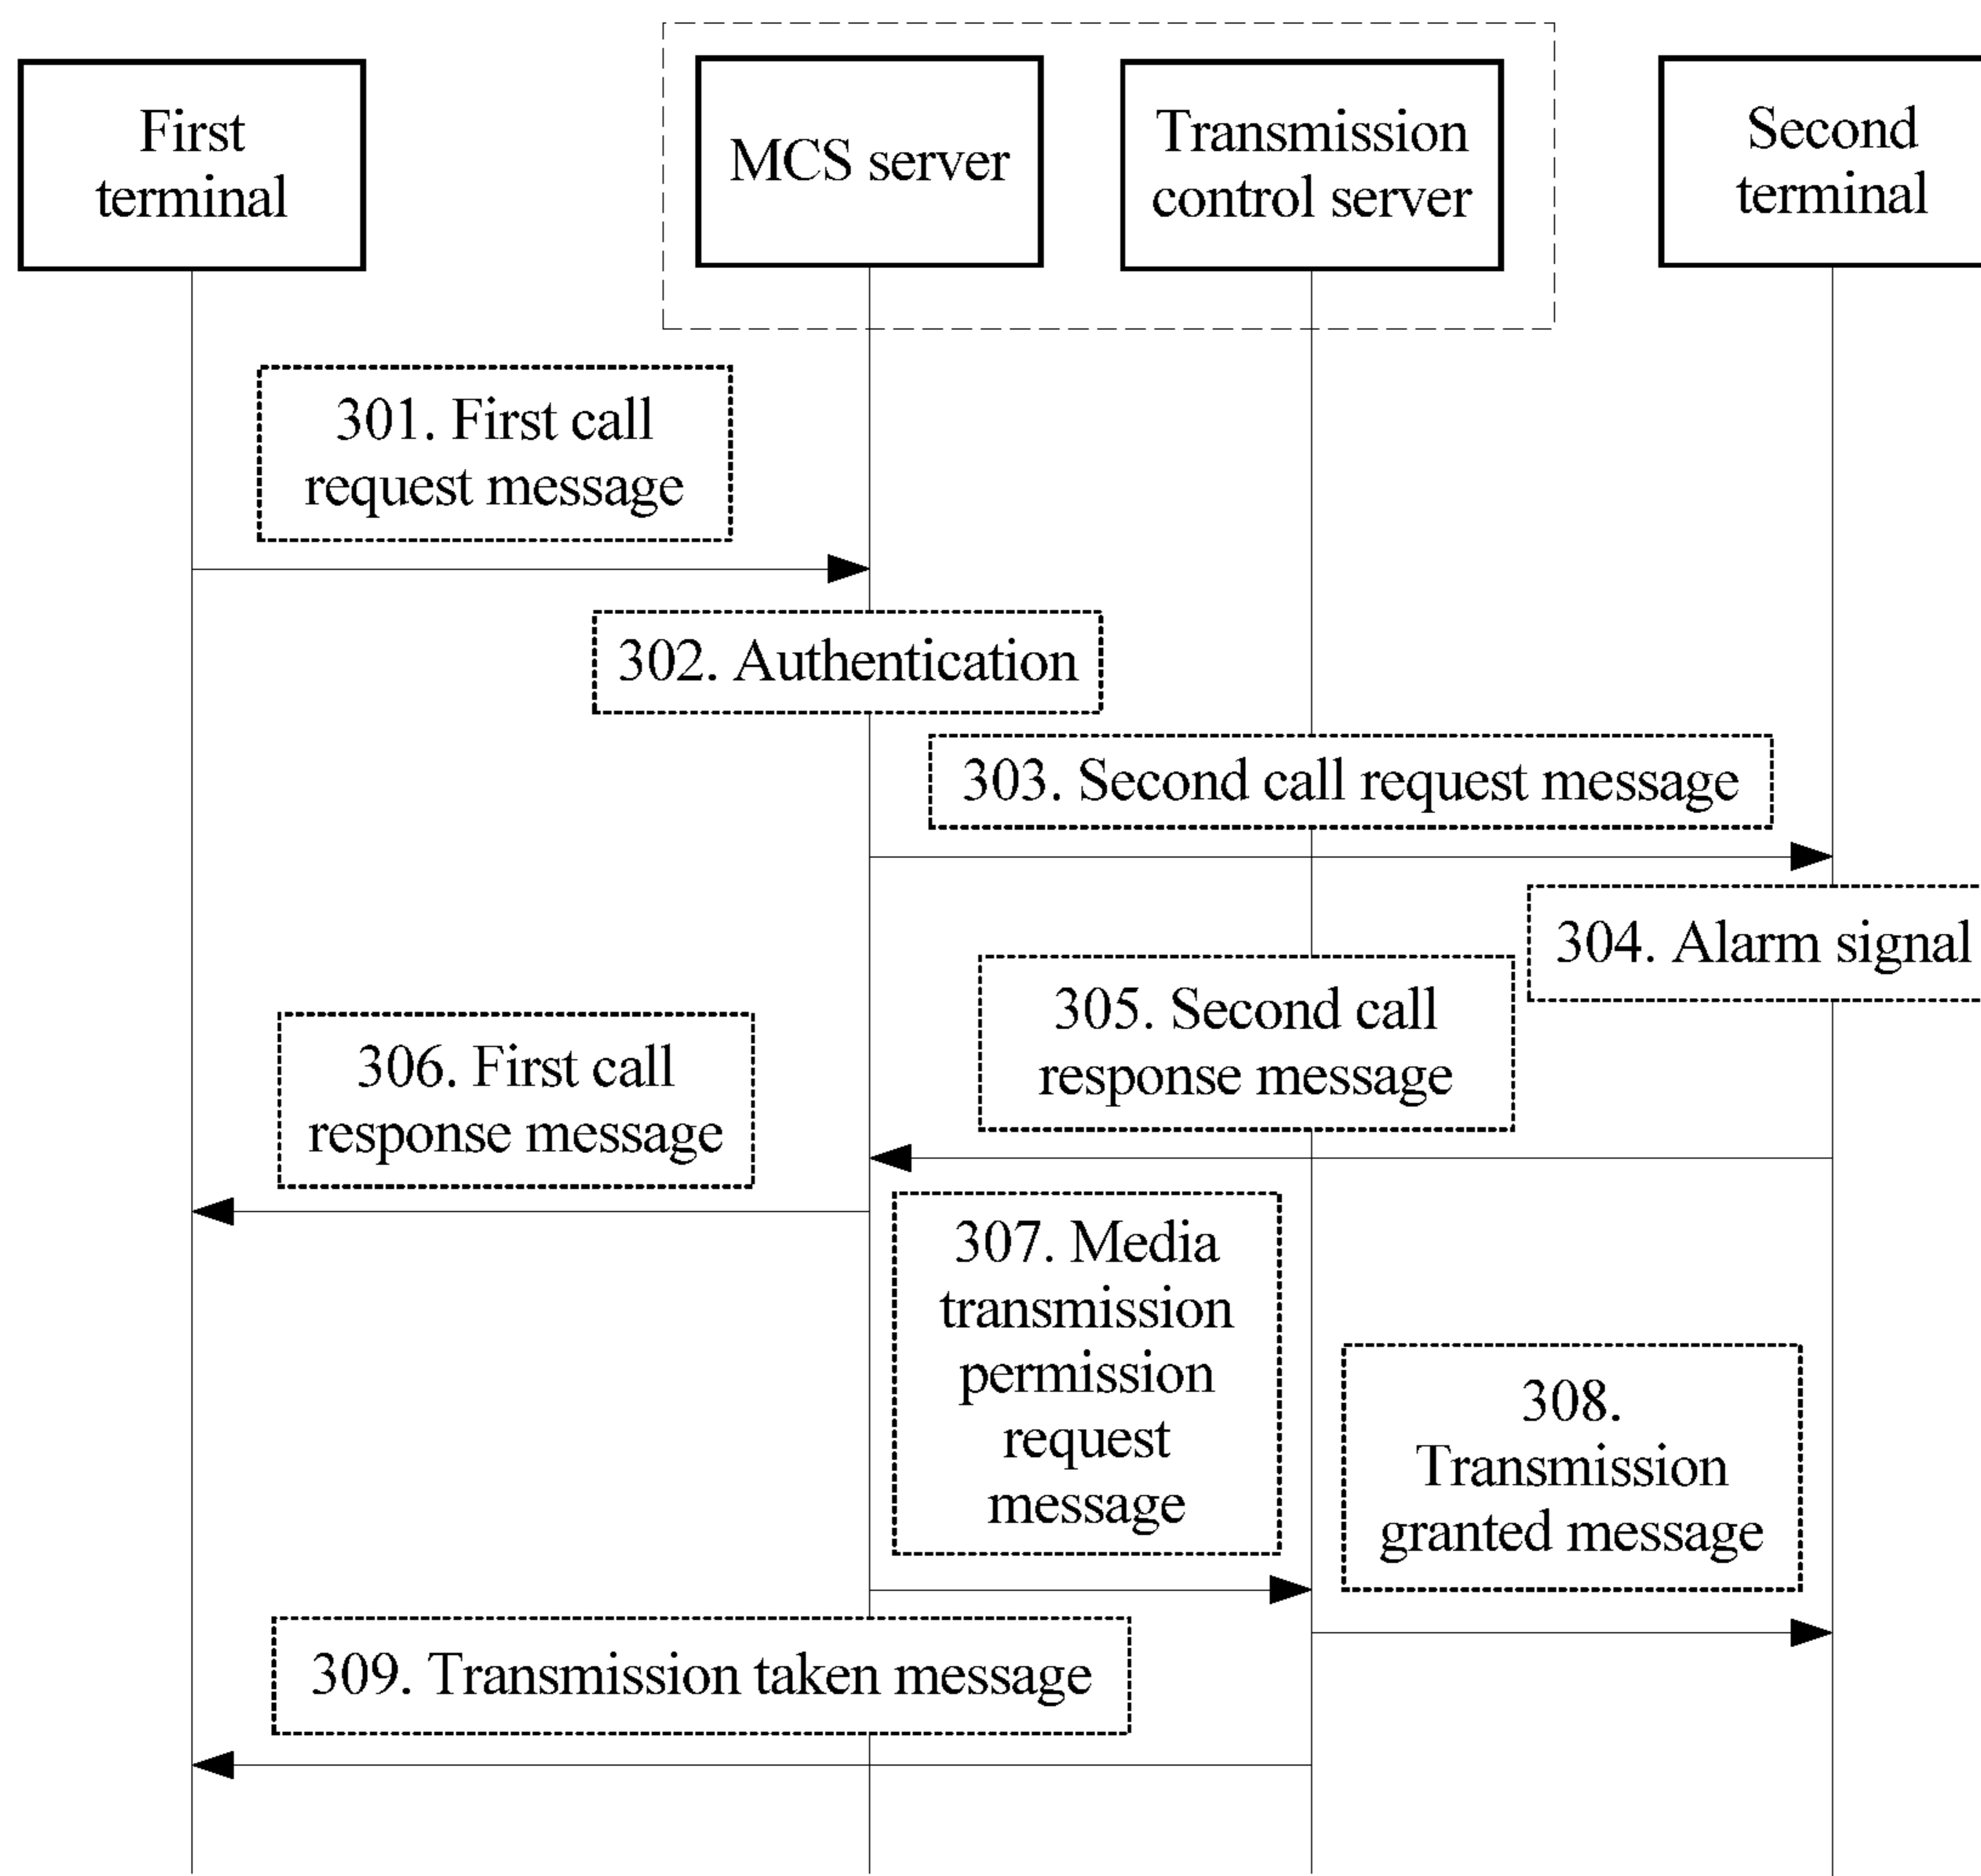 First
terminal
MCS server
Transmission
control server
Second
terminal
301. First call
request message
302. Authentication
303. Second call request message
304. Alarm signal
305. Second call
response message
306. First call
response message
307. Media
transmission
permission
request
message
308.
Transmission
granted message
309. Transmission taken message